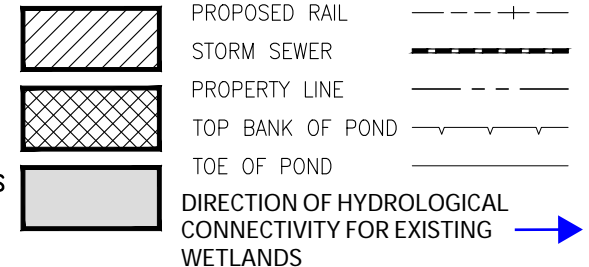 PROPOSED RAIL
STORM SEWER
PROPERTY LINE
TOP BANK OF POND
TOE OF POND
S
DIRECTION OF HYDROLOGICAL
CONNECTIVITY FOR EXISTING
WETLANDS